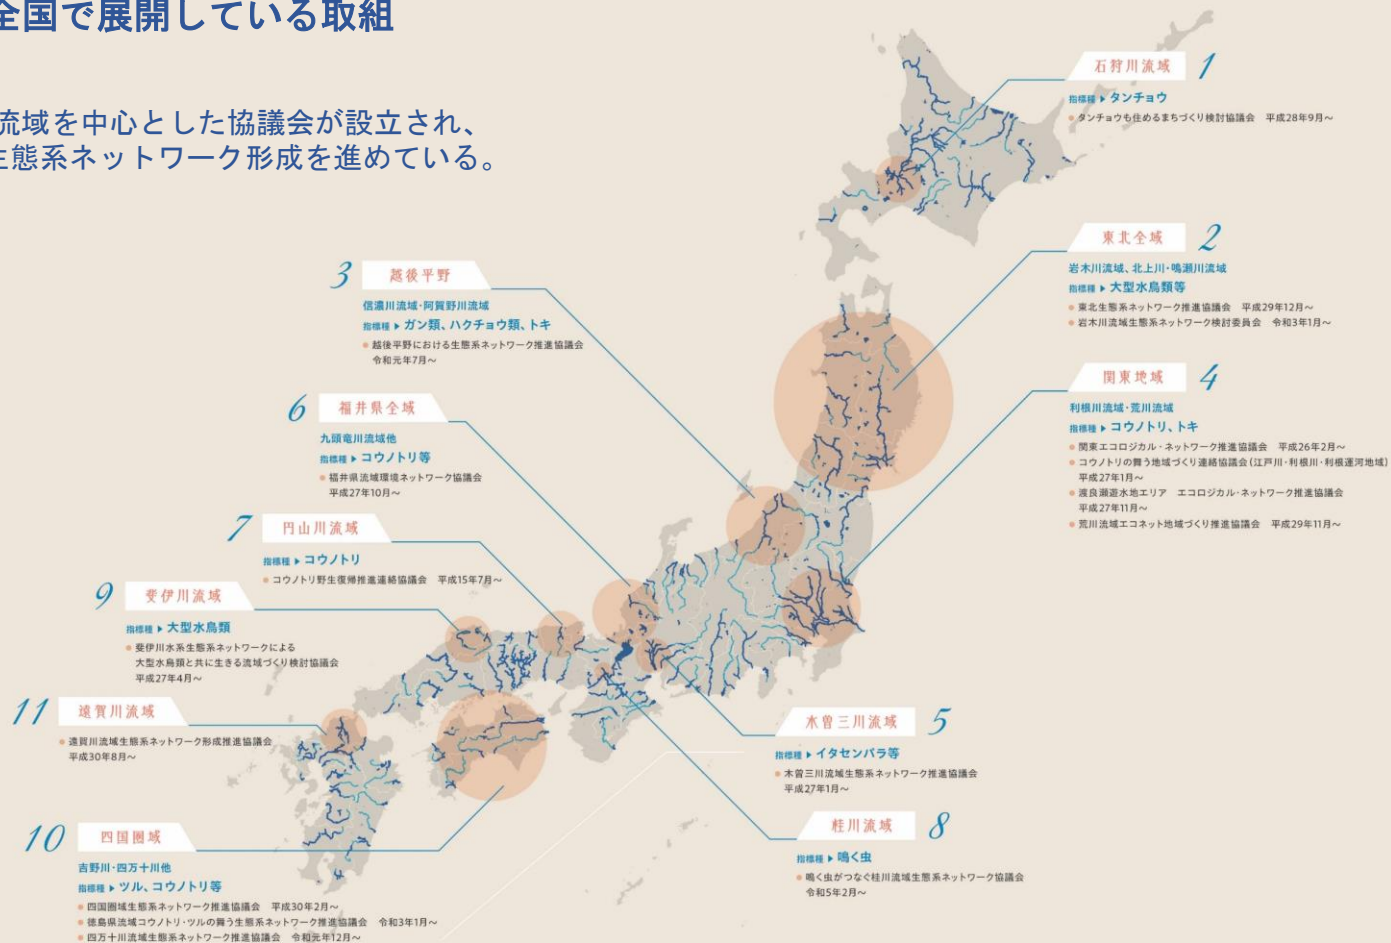 全国で展開している取組
流域を中心とした協議会が設立され、
生態系ネットワーク形成を進めている。
石狩川流域 1
指標種▶タンチョウ
タンチョウも住めるまちづくり検討協議会 平成28年9月～
東北全域 2
岩木川流域、北上川・鳴瀬川流域
指標種▶大型水鳥類等
東北生態系ネットワーク推進協議会 平成29年12月～
岩木川流域生態系ネットワーク検討委員会 令和3年1月～
3 越後平野
信濃川流域・阿賀野川流域
指標種▶ガン類、ハクチョウ類、トキ
越後平野における生態系ネットワーク推進協議会
令和元年7月～
関東地域 4
利根川流域・荒川流域
指標種▶コウノトリ、トキ
関東エコロジカル・ネットワーク推進協議会 平成26年2月～
コウノトリの舞う地域づくり連絡協議会(江戸川・利根川・利根運河地域)
平成27年1月～
渡良瀬遊水地エリア エコロジカル・ネットワーク推進協議会
平成27年11月～
荒川流域エコネット地域づくり推進協議会 平成29年11月～
6 福井県全域
九頭竜川流域他
指標種▶コウノトリ等
福井県流域環境ネットワーク協議会
平成27年10月～
7 円山川流域
指標種▶コウノトリ
コウノトリ野生復帰推進連絡協議会 平成15年7月～
9 斐伊川流域
指標種▶大型水鳥類
斐伊川水系生態系ネットワークによる
大型水鳥類と共に生きる流域づくり検討協議会
平成27年4月～
11 遠賀川流域
遠賀川流域生態系ネットワーク形成推進協議会
平成30年8月～
木曽三川流域 5
指標種▶イタセンパラ等
木曽三川流域生態系ネットワーク推進協議会
平成27年1月～
桂川流域 8
指標種▶鳴く虫
鳴く虫がつなぐ桂川流域生態系ネットワーク協議会
令和5年2月～
10 四国圏域
吉野川・四万十川他
指標種▶ツル、コウノトリ等
四国圏域生態系ネットワーク推進協議会 平成30年2月～
徳島県流域コウノトリ・ツルの舞う生態系ネットワーク推進協議会 令和3年1月～
四万十川流域生態系ネットワーク推進協議会 令和元年12月～